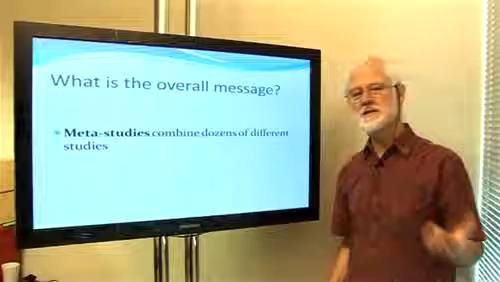 What is the overall message?
Meta-studies combine dozens of different
studies